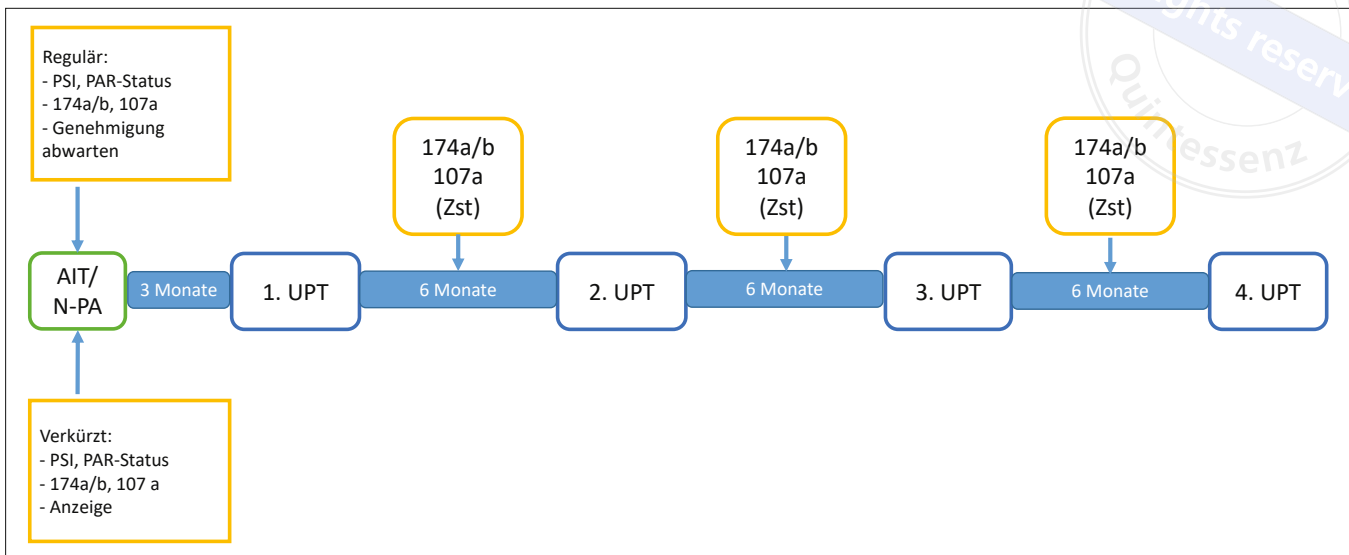 Regulär:
- PSI, PAR-Status
- 174a/b, 107a
- Genehmigung
abwarten
174a/b
107a
(Zst)
174a/b
107a
(Zst)
174a/b
107a
(Zst)
AIT/
N-PA
3 Monate
1. UPT
6 Monate
2. UPT
6 Monate
3. UPT
6 Monate
4. UPT
Verkürzt:
- PSI, PAR-Status
- 174a/b, 107 a
- Anzeige
Quintessenz